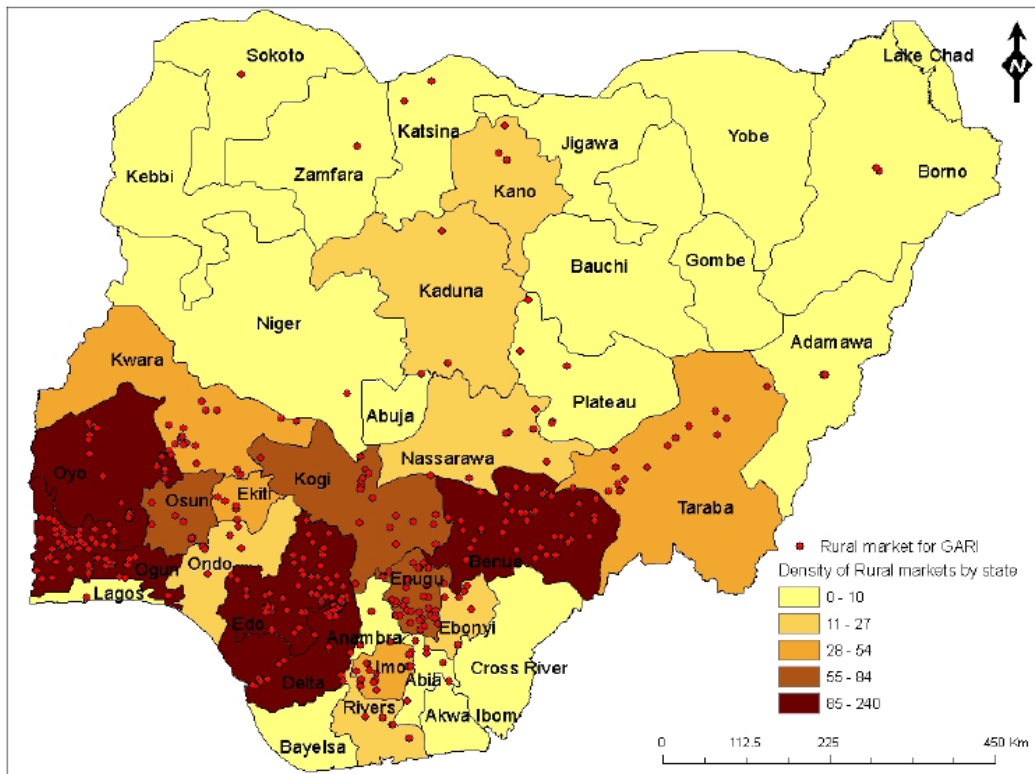 Sokoto
Lake Chad
N
Katsina
Jigawa
Yobe
Kebbi
Zamfara
Borno
Kano
Bauchi
Gombe
Kaduna
Niger
Adamawa
Kwara
Abuja
Plateau
Nassarawa
Oyo
Kogi
Osun
Ekiti
Taraba
Ondo
Ogun
Benue
Enugu
Lagos
Edo
Anambra
Ebonyi
Imo
Cross River
Delta
Abia
Rivers
Akwa Ibom
Bayelsa
Rural market for GARI
Density of Rural markets by state
0 - 10
11 - 27
28 - 54
55 - 84
85 - 240
0 112.5 225 450 Km